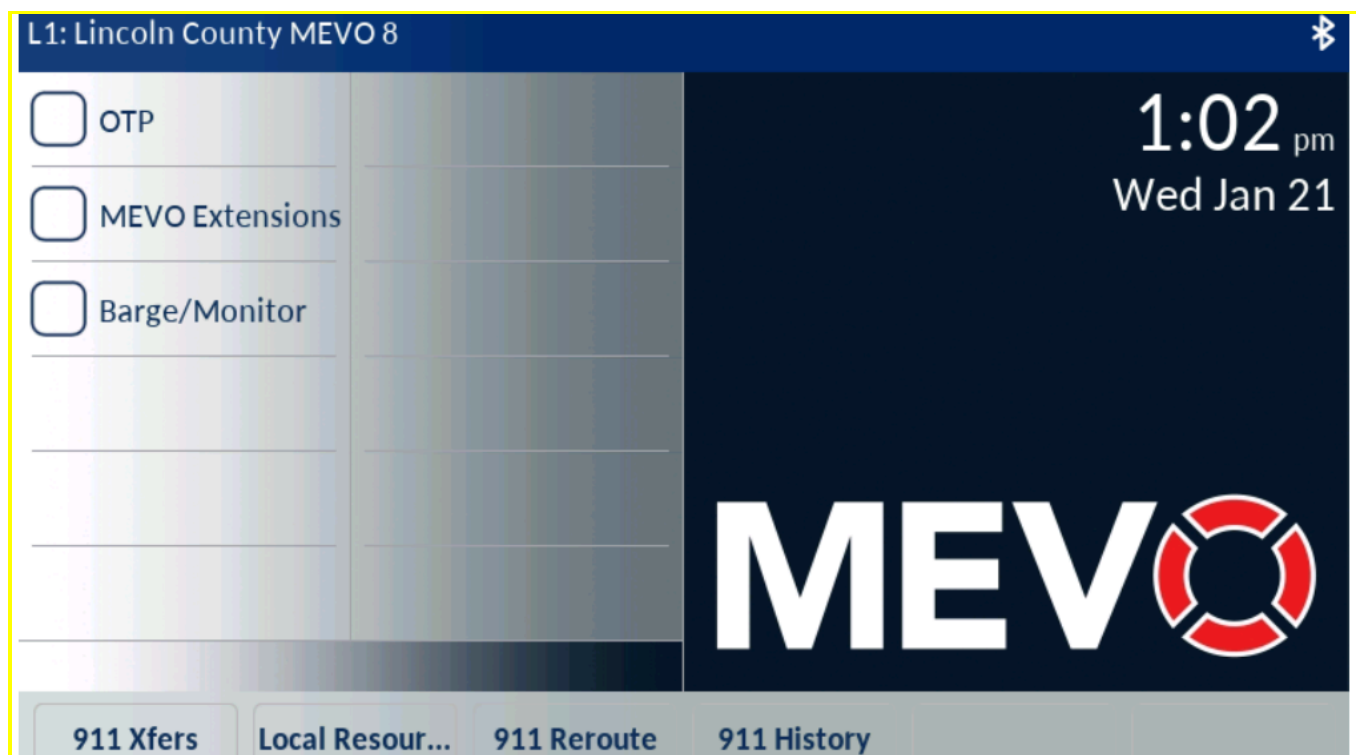 L1: Lincoln County MEVO 8
OTP
MEVO Extensions
Barge/Monitor
1:02 pm
Wed Jan 21
MEVO
911 Xfers
Local Resour...
911 Reroute
911 History